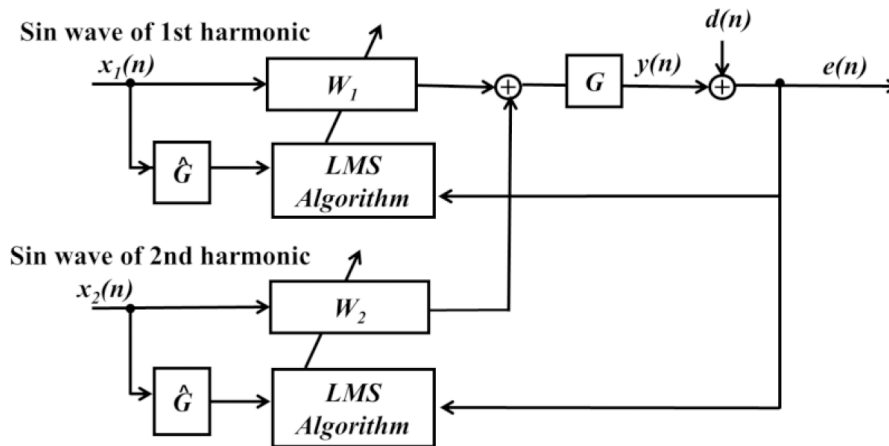 Sin wave of 1st harmonic
x₁(n)
W₁
G
y(n)
d(n)
e(n)
Ĝ
LMS
Algorithm
Sin wave of 2nd harmonic
x₂(n)
W₂
Ĝ
LMS
Algorithm